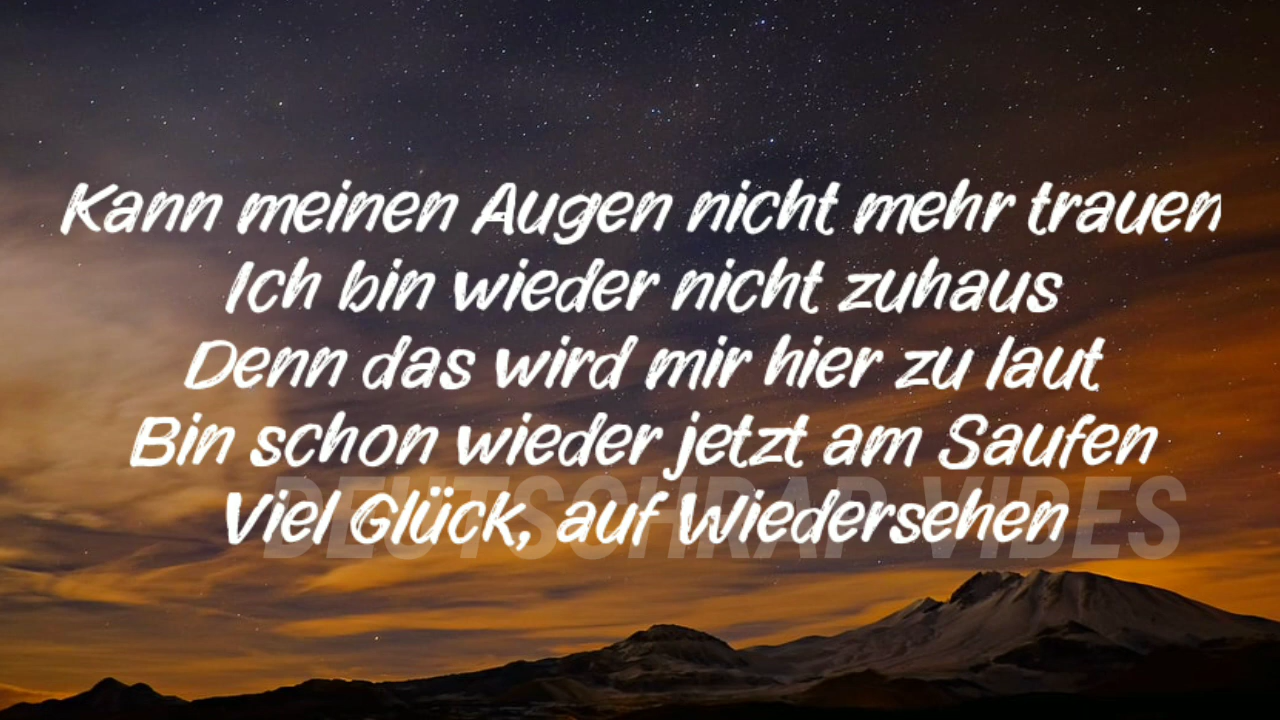 Kann meinen Augen nicht mehr trauen
Ich bin wieder nicht zuhaus
Denn das wird mir hier zu laut
Bin schon wieder jetzt am Saufen
Viel Glück, auf Wiedersehen
DEUTSCHRAP VIBES